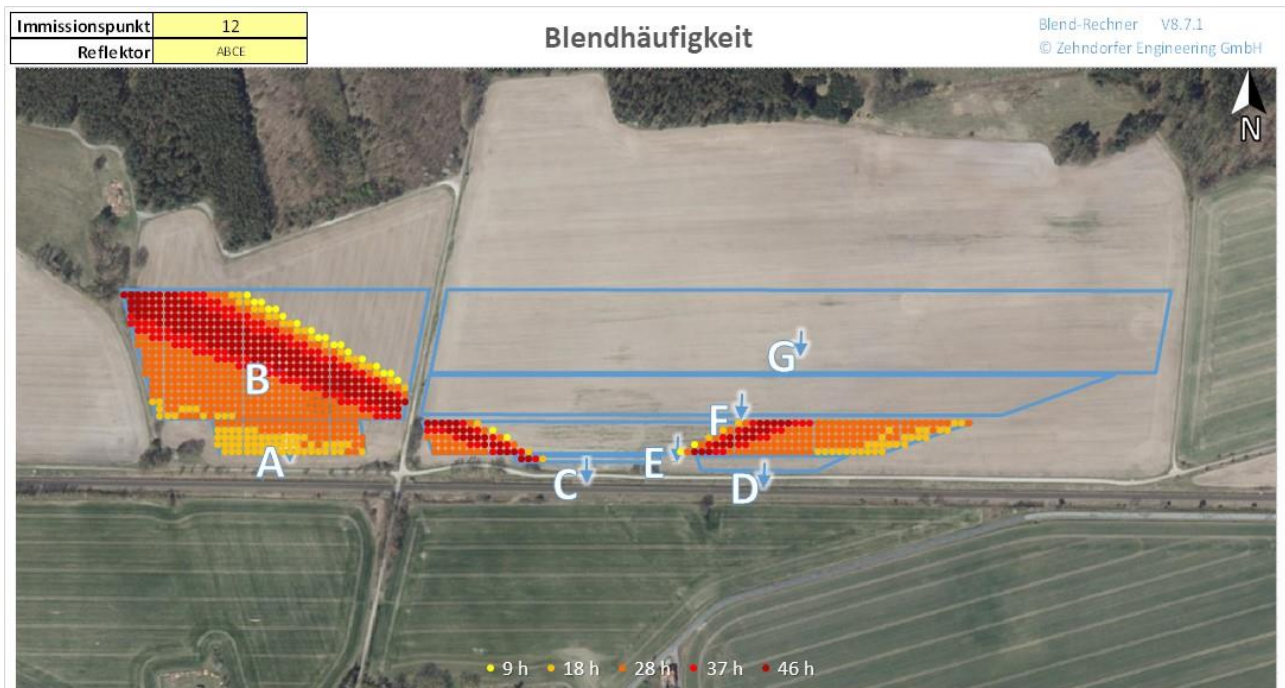 Immissionspunkt 12
Reflektor ABCE
Blendhäufigkeit
Blend-Rechner V8.7.1
© Zehndorfer Engineering GmbH
N
G
B
F
A
E
C
D
9 h 18 h 28 h 37 h 46 h